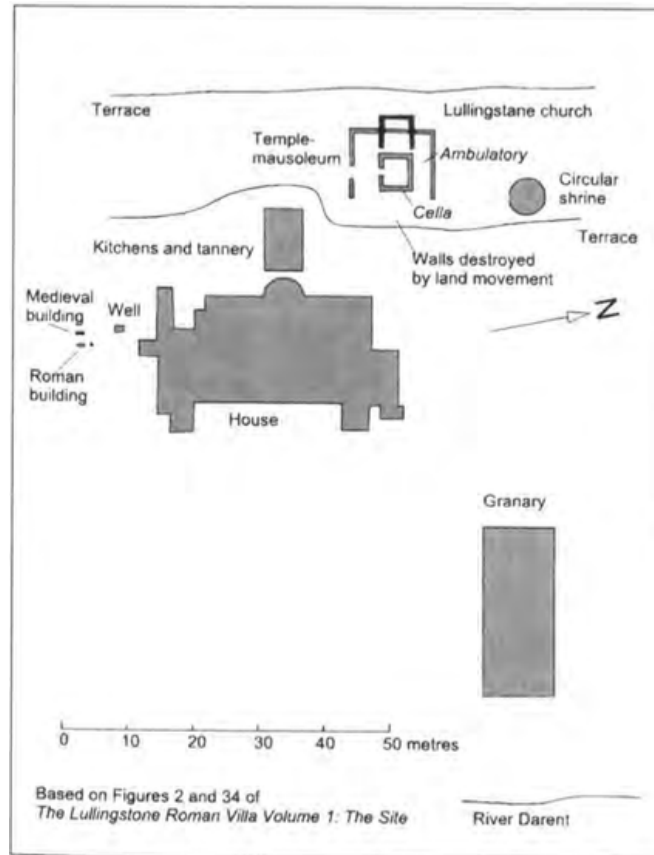 Terrace
Lullingstane church
Temple-
mausoleum
Ambulatory
Circular
shrine
Cella
Terrace
Kitchens and tannery
Walls destroyed
by land movement
N
Medieval
building
Well
Roman
building
House
Granary
0 10 20 30 40 50 metres
Based on Figures 2 and 34 of
The Lullingstone Roman Villa Volume 1: The Site
River Darent